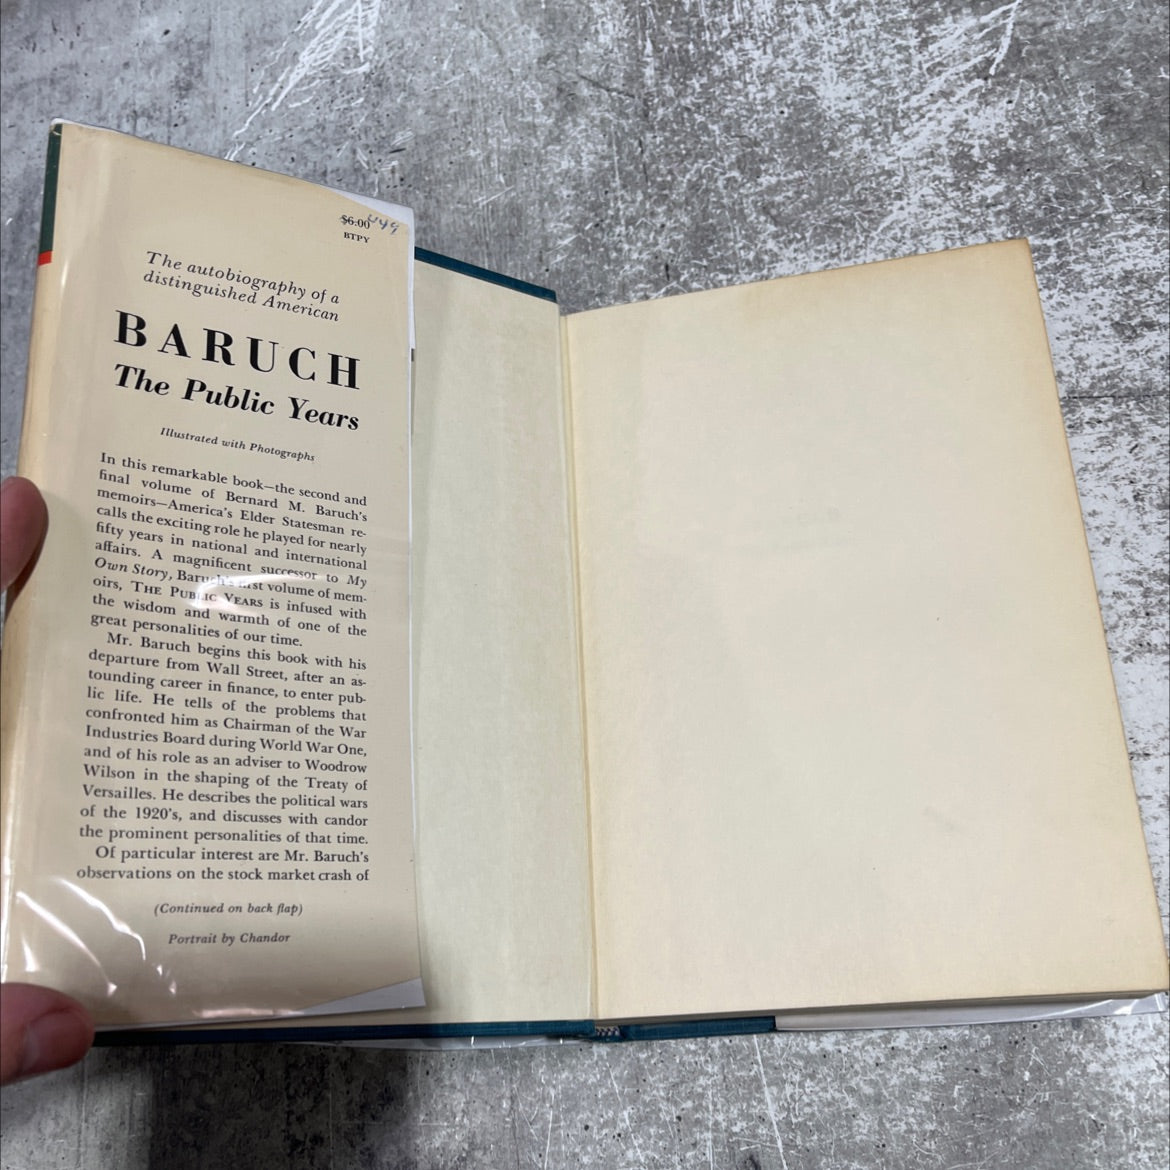 $6.00
BTPY
The autobiography of a
distinguished American
BARUCH
The Public Years
Illustrated with Photographs
In this remarkable book—the second and
final volume of Bernard M. Baruch's
memoirs—America's Elder Statesman re-
calls the exciting role he played for nearly
fifty years in national and international
affairs. A magnificent successor to My
Own Story, Baruch's first volume of mem-
oirs, THE PUBLIC YEARS is infused with
the wisdom and warmth of one of the
great personalities of our time.
Mr. Baruch begins this book with his
departure from Wall Street, after an as-
tounding career in finance, to enter pub-
lic life. He tells of the problems that
confronted him as Chairman of the War
Industries Board during World War One,
and of his role as an adviser to Woodrow
Wilson in the shaping of the Treaty of
Versailles. He describes the political wars
of the 1920's, and discusses with candor
the prominent personalities of that time.
Of particular interest are Mr. Baruch's
observations on the stock market crash of
(Continued on back flap)
Portrait by Chandor